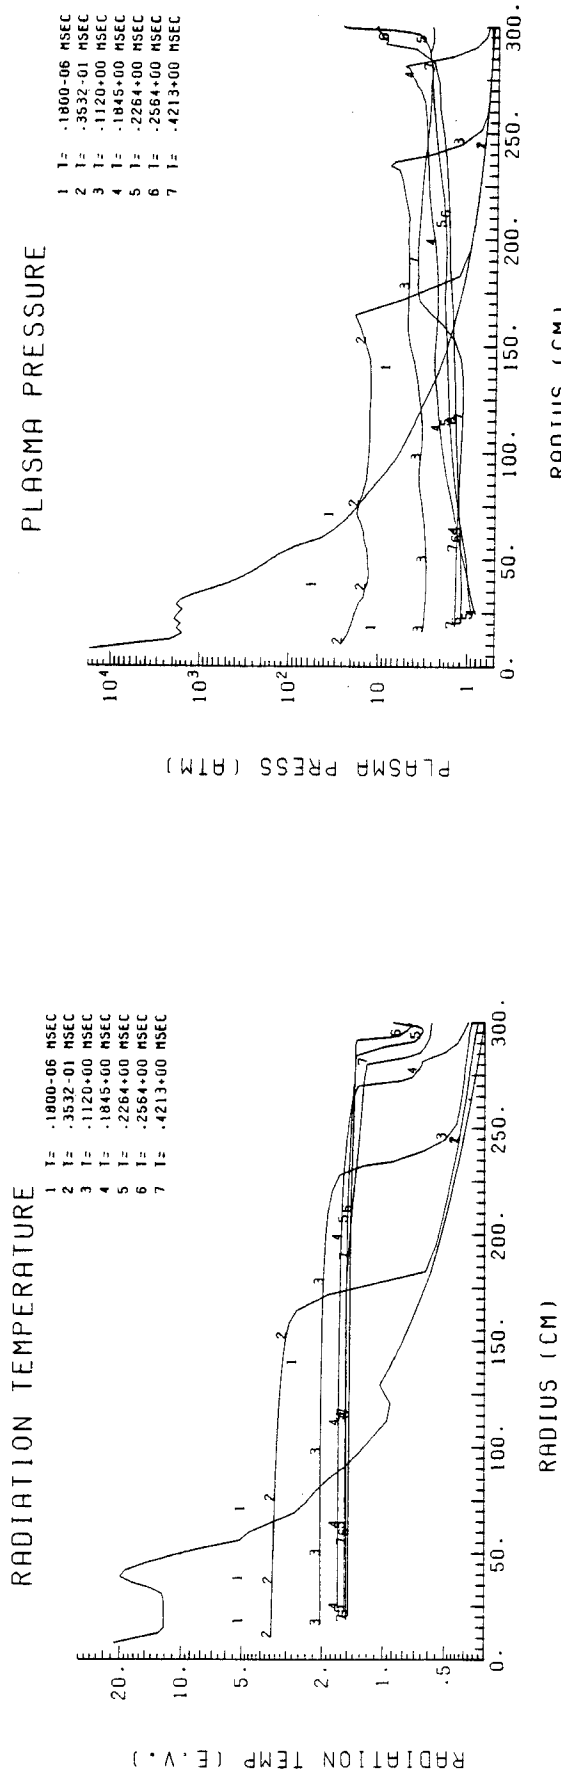 PLASMA PRESSURE
1 T= .1800-06 MSEC
2 T= .3532-01 MSEC
3 T= .1120+00 MSEC
4 T= .1845+00 MSEC
5 T= .2264+00 MSEC
6 T= .2564+00 MSEC
7 T= .4213+00 MSEC
PLASMA PRESS (ATM)
10⁴
10³
10²
10
1
0. 50. 100. 150. 200. 250. 300.
RADIUS (CM)
RADIATION TEMPERATURE
1 T= .1800-06 MSEC
2 T= .3532-01 MSEC
3 T= .1120+00 MSEC
4 T= .1845+00 MSEC
5 T= .2264+00 MSEC
6 T= .2564+00 MSEC
7 T= .4213+00 MSEC
RADIATION TEMP (E.V.)
20.
10.
5.
2.
1.
.5
0. 50. 100. 150. 200. 250. 300.
RADIUS (CM)